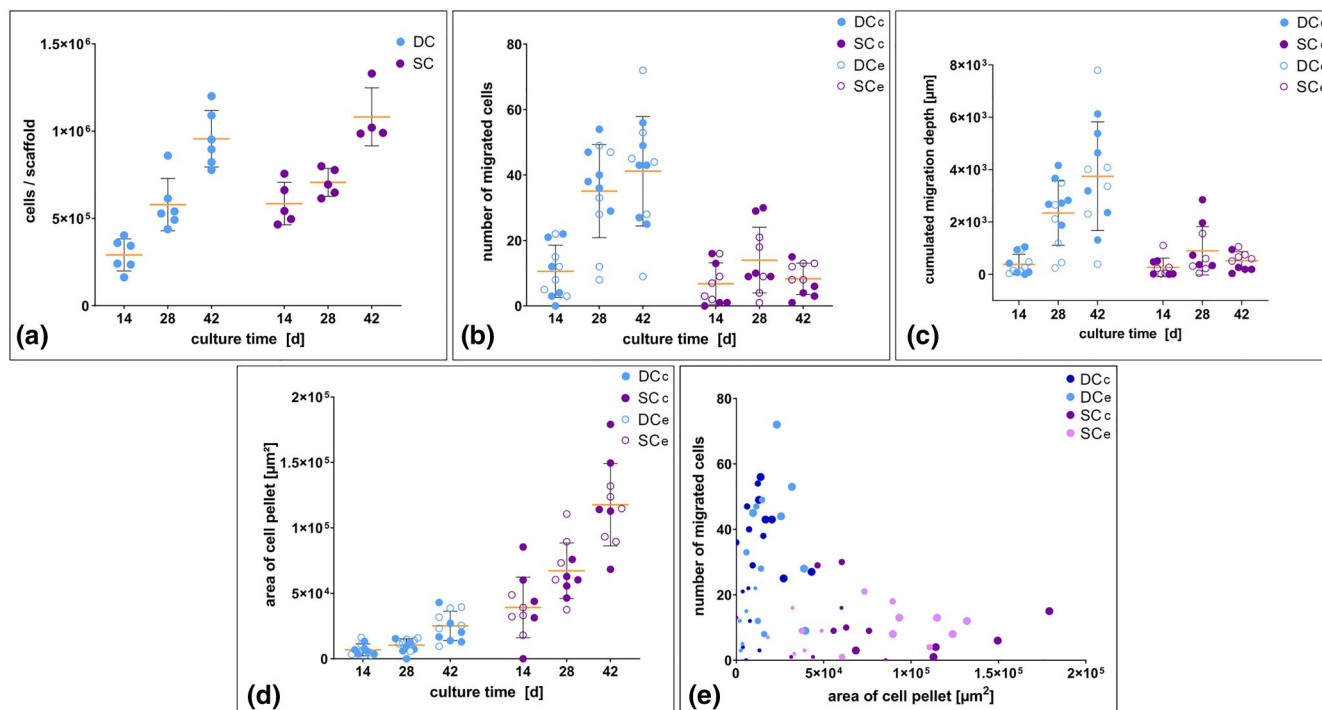 1.5×10⁶
1×10⁶
5×10⁵
0
cells / scaffold
DC
SC
14 28 42 14 28 42
culture time [d]
(a)
80
60
40
20
0
number of migrated cells
DCc
SCc
DCe
SCe
14 28 42 14 28 42
culture time [d]
(b)
8×10³
6×10³
4×10³
2×10³
0
cumulated migration depth [µm]
14 28 42 14 28 42
culture time [d]
(c)
2×10⁵
1.5×10⁵
1×10⁵
5×10⁴
0
area of cell pellet [µm²]
DCc
SCc
DCe
SCe
14 28 42 14 28 42
culture time [d]
(d)
80
60
40
20
0
number of migrated cells
DCc
DCe
SCc
SCe
0 5×10⁴ 1×10⁵ 1.5×10⁵ 2×10⁵
area of cell pellet [µm²]
(e)